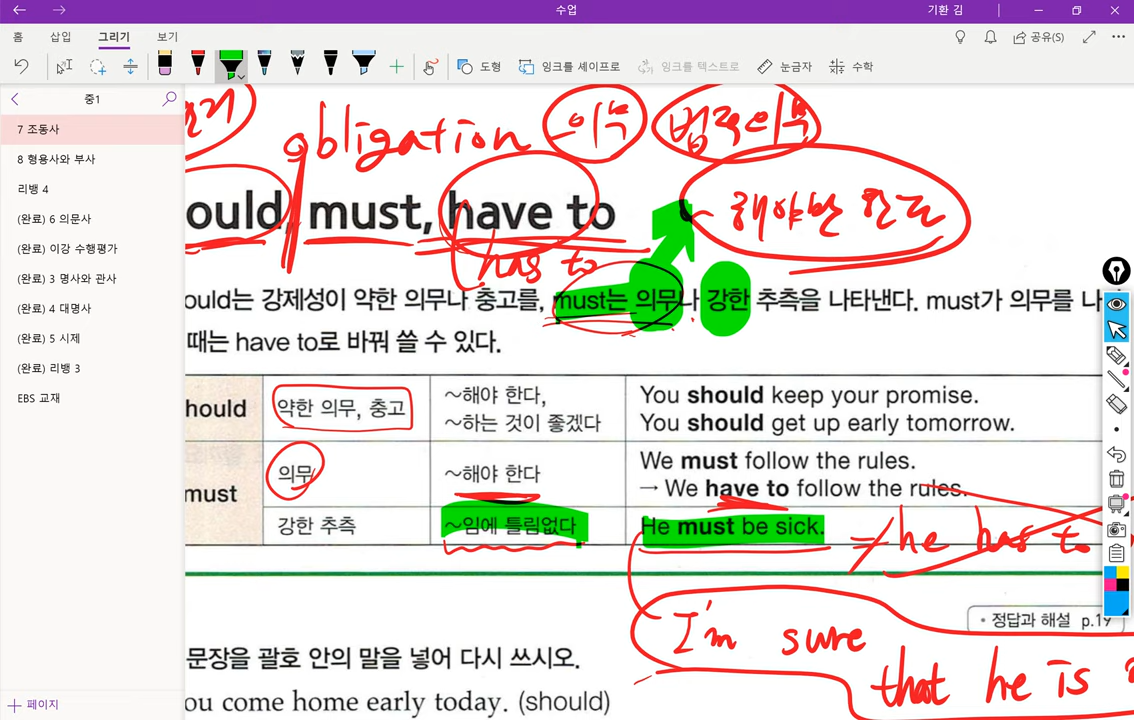 수업
기환 김
홈 삽입 그리기 보기
공유(S)
도형 잉크를 셰이프로 잉크를 텍스트로 눈금자 수학
중1
7 조동사
8 형용사와 부사
리뱅 4
(완료) 6 의문사
(완료) 이강 수행평가
(완료) 3 명사와 관사
(완료) 4 대명사
(완료) 5 시제
(완료) 리뱅 3
EBS 교재
페이지
obligation 의무 법적의무
ould, must, have to 해야만 한다
has to
ould는 강제성이 약한 의무나 충고를, must는 의무나 강한 추측을 나타낸다. must가 의무를 나
때는 have to로 바꿔 쓸 수 있다.
hould 약한 의무, 충고 ~해야 한다, You should keep your promise.
~하는 것이 좋겠다 You should get up early tomorrow.
must 의무 ~해야 한다 We must follow the rules.
→ We have to follow the rules.
강한 추측 ~임에 틀림없다 He must be sick. he has to
• 정답과 해설 p.19
I'm sure
that he is
문장을 괄호 안의 말을 넣어 다시 쓰시오.
ou come home early today. (should)